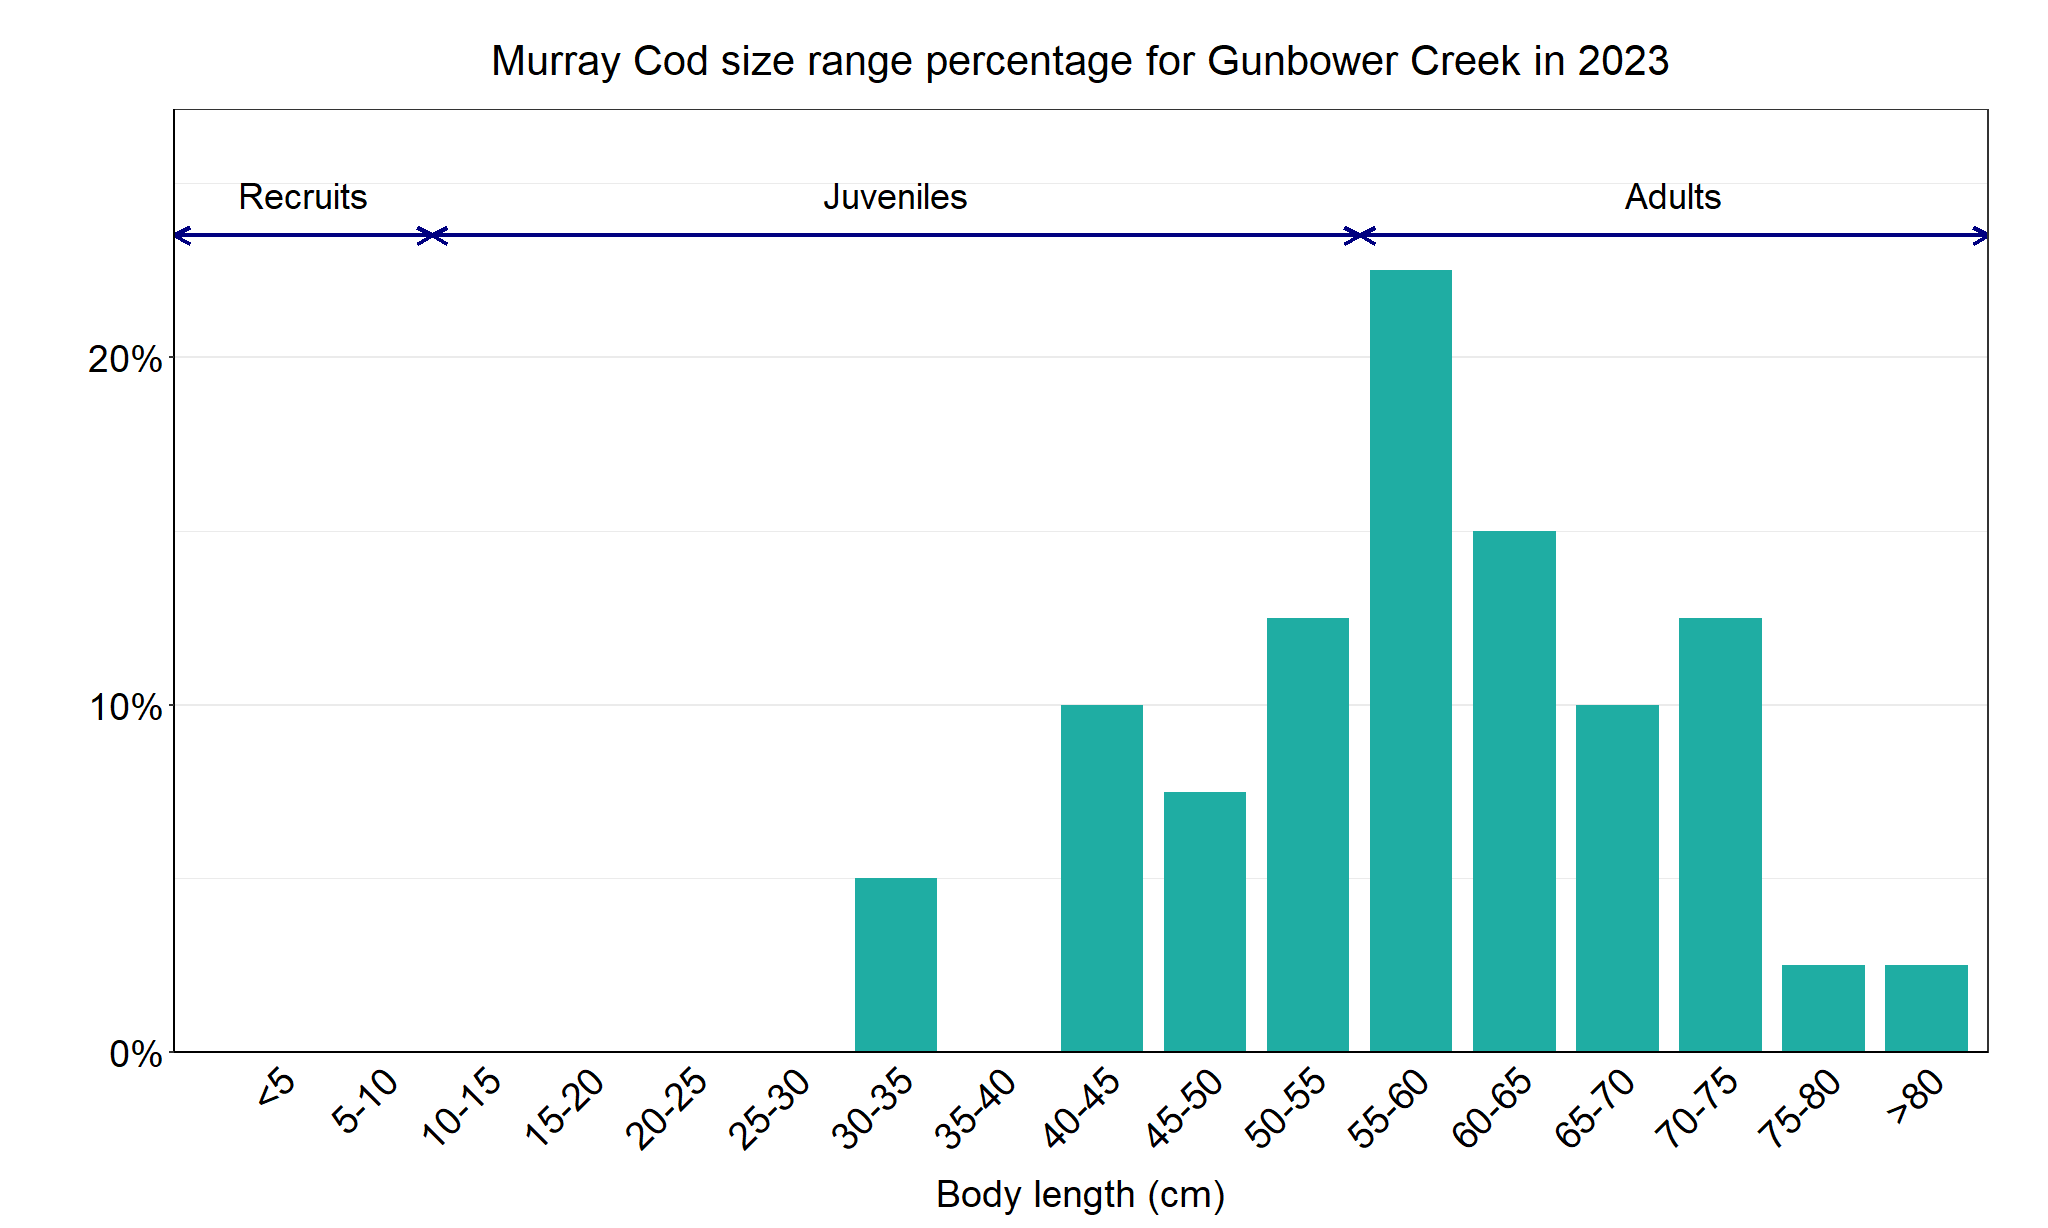 Murray Cod size range percentage for Gunbower Creek in 2023
Recruits Juveniles Adults
20%
10%
0%
<5 5-10 10-15 15-20 20-25 25-30 30-35 35-40 40-45 45-50 50-55 55-60 60-65 65-70 70-75 75-80 >80
Body length (cm)